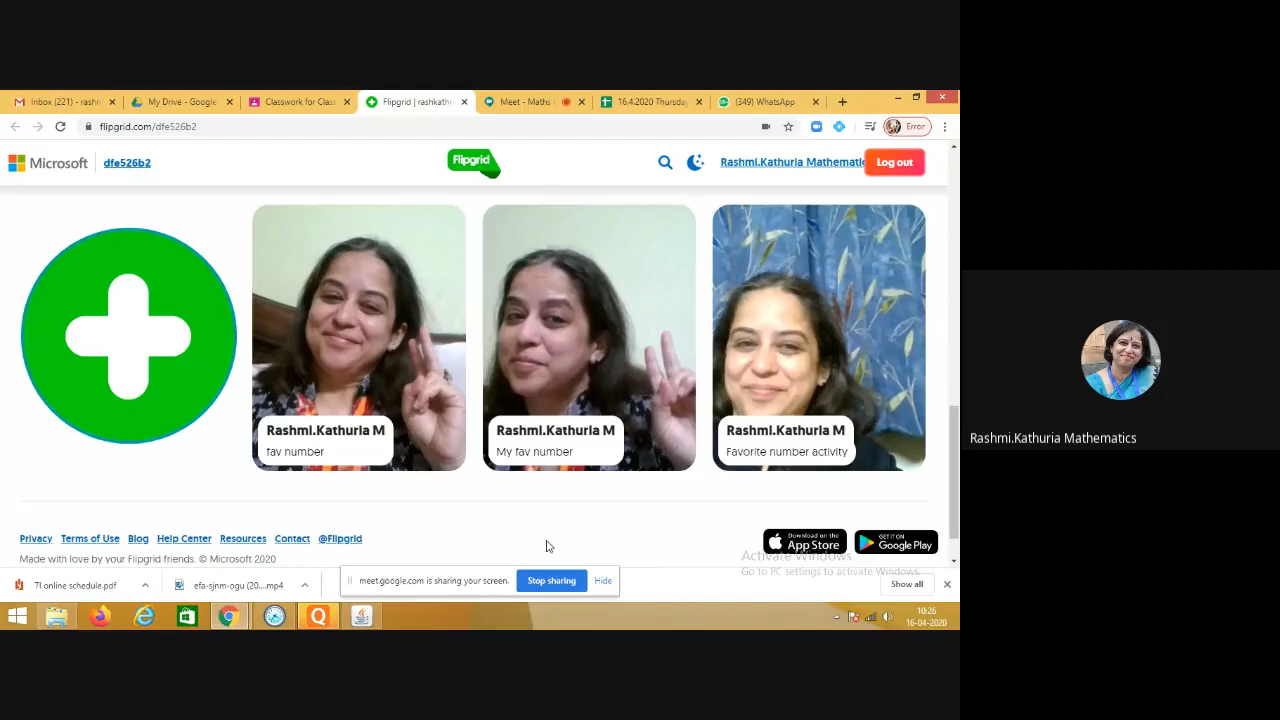 Inbox (221) - rashm
My Drive - Google
Classwork for Class
Flipgrid | rashkath
Meet - Maths
16.4.2020 Thursday
(349) WhatsApp
flipgrid.com/dfe526b2
Error
Microsoft
dfe526b2
Flipgrid
Rashmi.Kathuria Mathematic
Log out
Rashmi.Kathuria M
fav number
Rashmi.Kathuria M
My fav number
Rashmi.Kathuria M
Favorite number activity
Rashmi.Kathuria Mathematics
Privacy Terms of Use Blog Help Center Resources Contact @Flipgrid
Made with love by your Flipgrid friends. © Microsoft 2020
Download on the
App Store
GET IT ON
Google Play
Activate Windows
Go to PC settings to activate Windows.
7I online schedule.pdf
efa-sjnm-ogu (20....mp4
meet.google.com is sharing your screen.
Stop sharing
Hide
Show all
10:26
16-04-2020